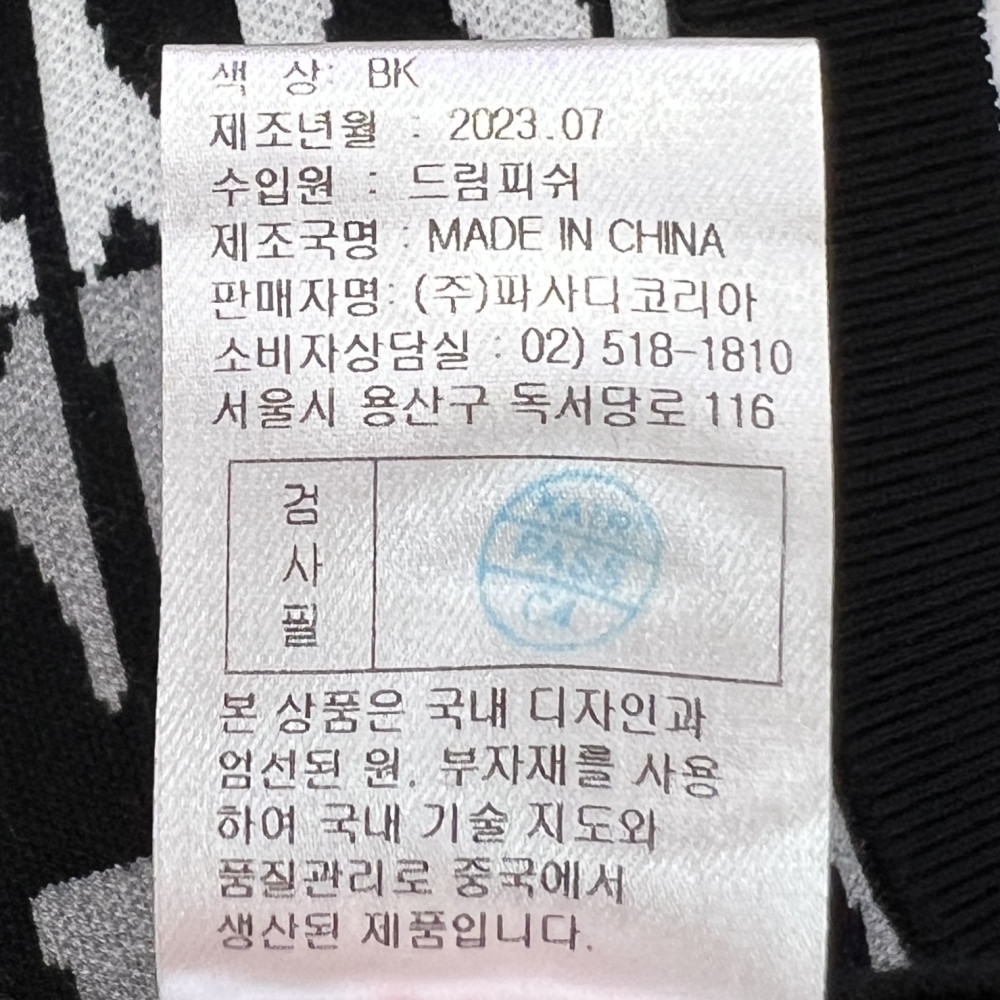 색 상: BK
제조년월 : 2023.07
수입원 : 드림피쉬
제조국명 : MADE IN CHINA
판매자명: (주)파사디코리아
소비자상담실 : 02) 518-1810
서울시 용산구 독서당로 116
검
사
필
PASS
본 상품은 국내 디자인과
엄선된 원. 부자재를 사용
하여 국내 기술 지도와
품질관리로 중국에서
생산된 제품입니다.